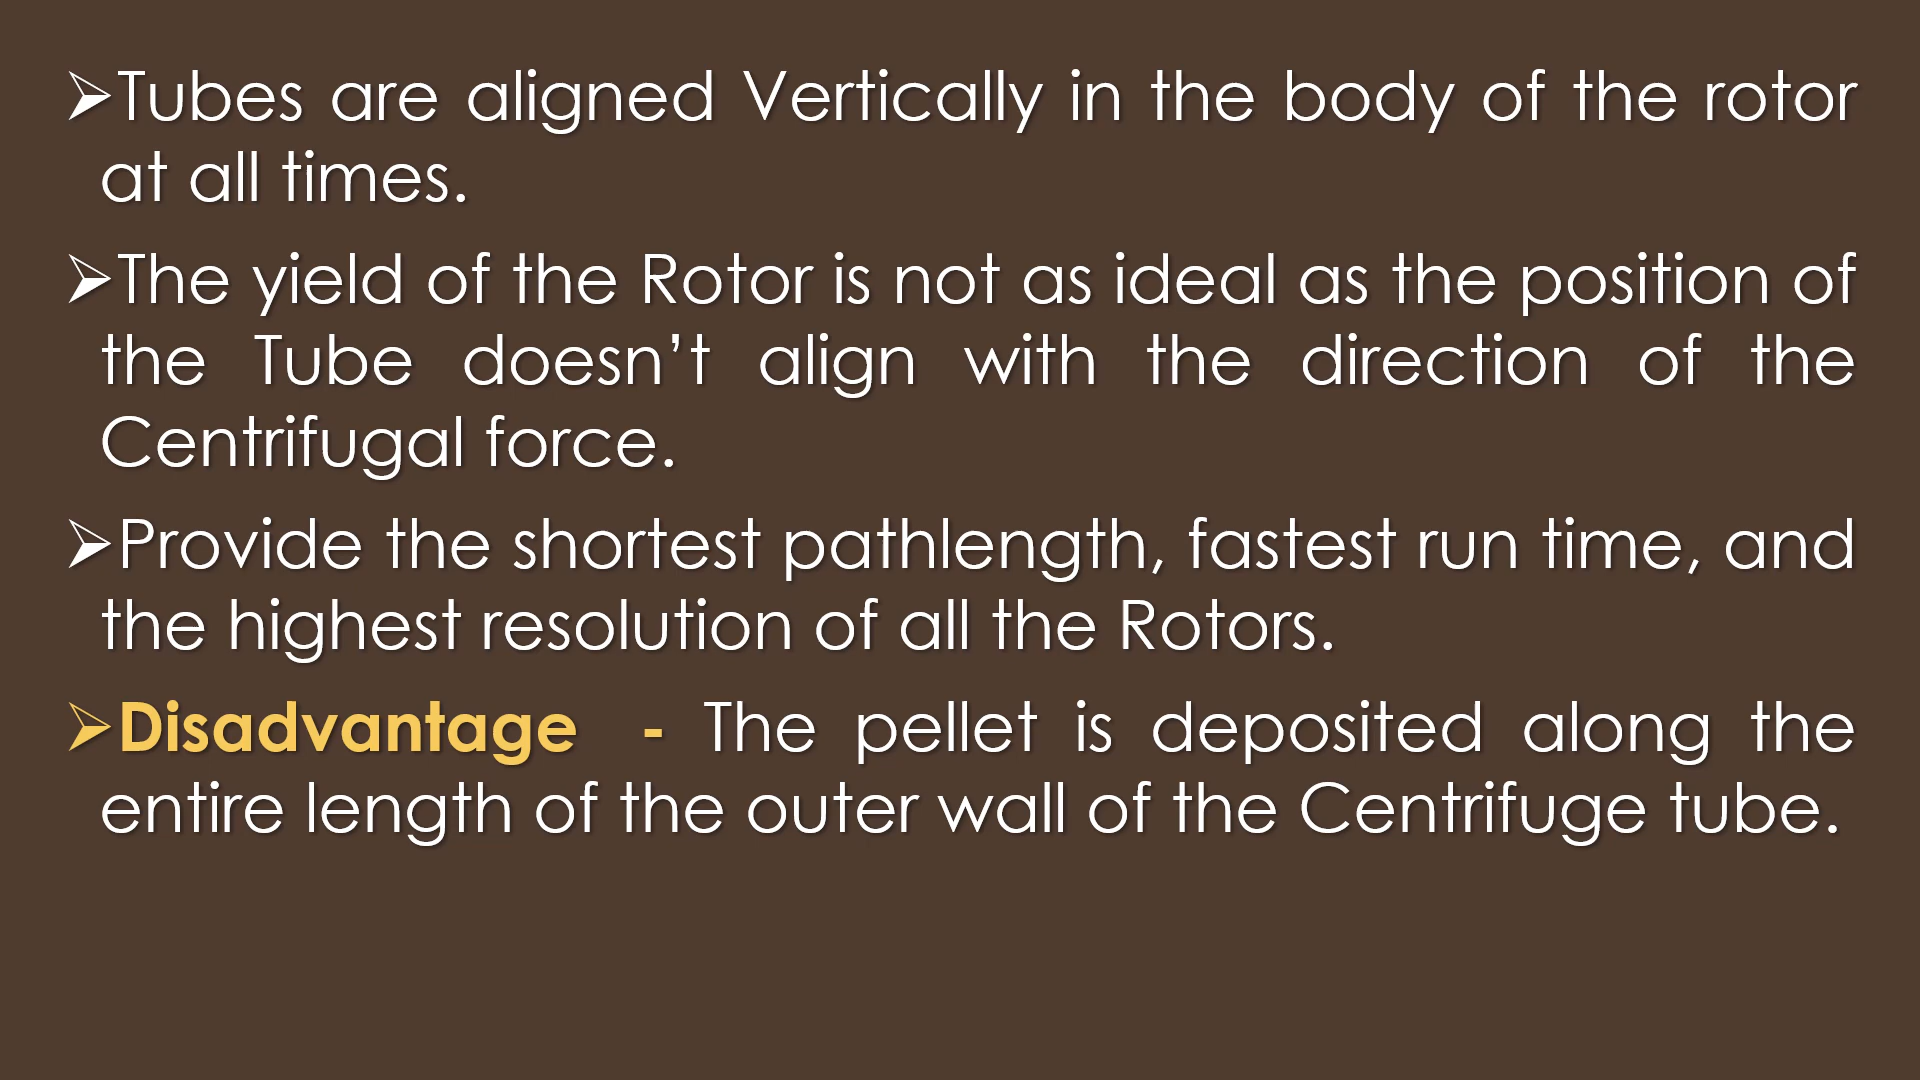 ➢Tubes are aligned Vertically in the body of the rotor
at all times.
➢The yield of the Rotor is not as ideal as the position of
the Tube doesn’t align with the direction of the
Centrifugal force.
➢Provide the shortest pathlength, fastest run time, and
the highest resolution of all the Rotors.
➢Disadvantage - The pellet is deposited along the
entire length of the outer wall of the Centrifuge tube.